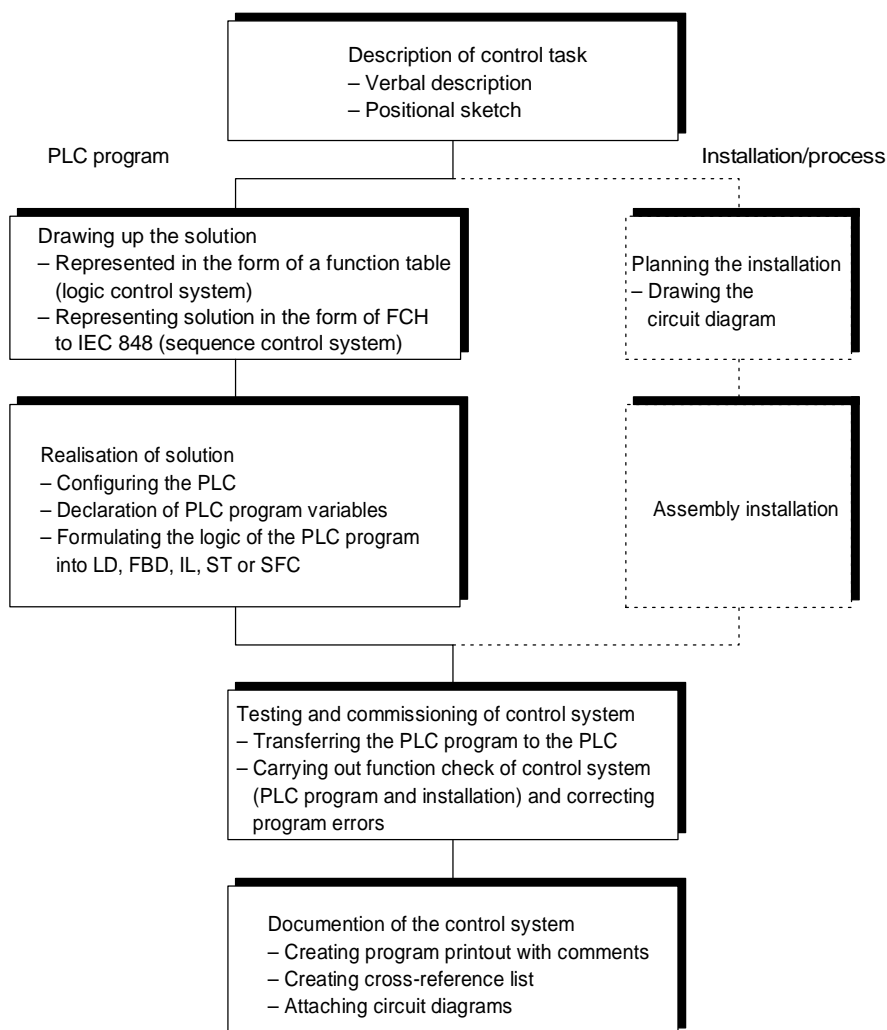 Description of control task
– Verbal description
– Positional sketch
PLC program
Installation/process
Drawing up the solution
– Represented in the form of a function table
(logic control system)
– Representing solution in the form of FCH
to IEC 848 (sequence control system)
Planning the installation
– Drawing the
circuit diagram
Realisation of solution
– Configuring the PLC
– Declaration of PLC program variables
– Formulating the logic of the PLC program
into LD, FBD, IL, ST or SFC
Assembly installation
Testing and commissioning of control system
– Transferring the PLC program to the PLC
– Carrying out function check of control system
(PLC program and installation) and correcting
program errors
Documention of the control system
– Creating program printout with comments
– Creating cross-reference list
– Attaching circuit diagrams